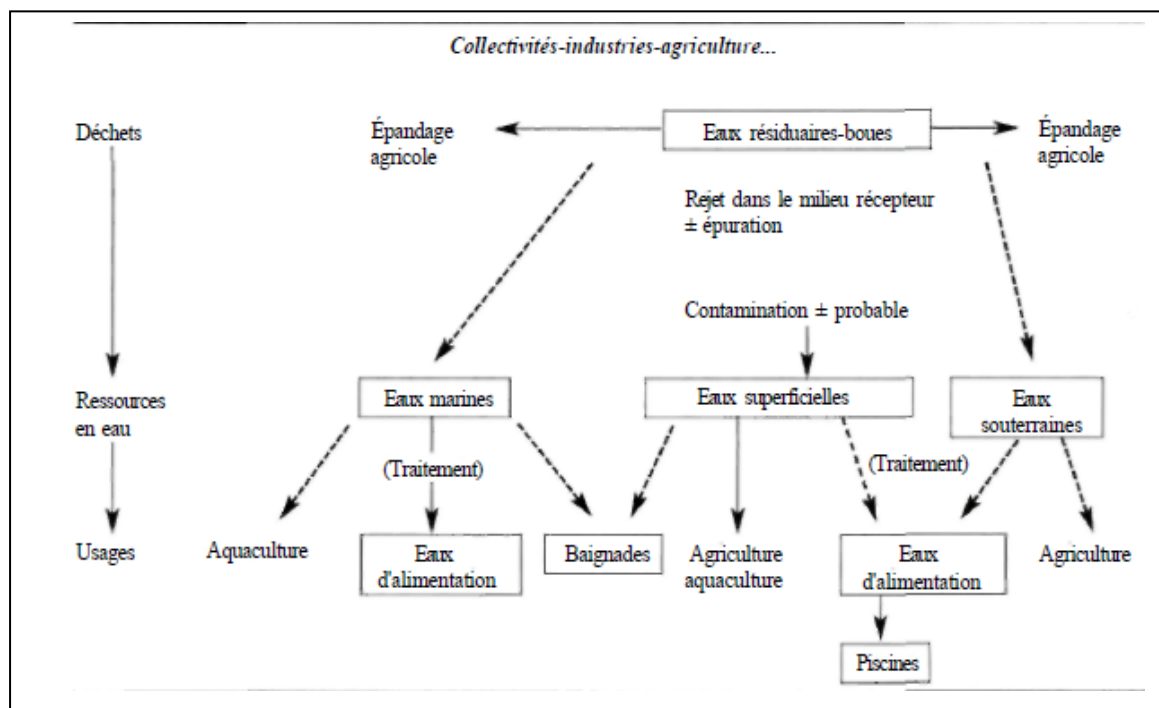 Collectivités-industries-agriculture...
Déchets
Épandage
agricole
Eaux résiduaires-boues
Épandage
agricole
Rejet dans le milieu récepteur
± épuration
Contamination ± probable
Ressources
en eau
Eaux marines
Eaux superficielles
Eaux
souterraines
(Traitement)
(Traitement)
Usages
Aquaculture
Eaux
d'alimentation
Baignades
Agriculture
aquaculture
Eaux
d'alimentation
Agriculture
Piscines